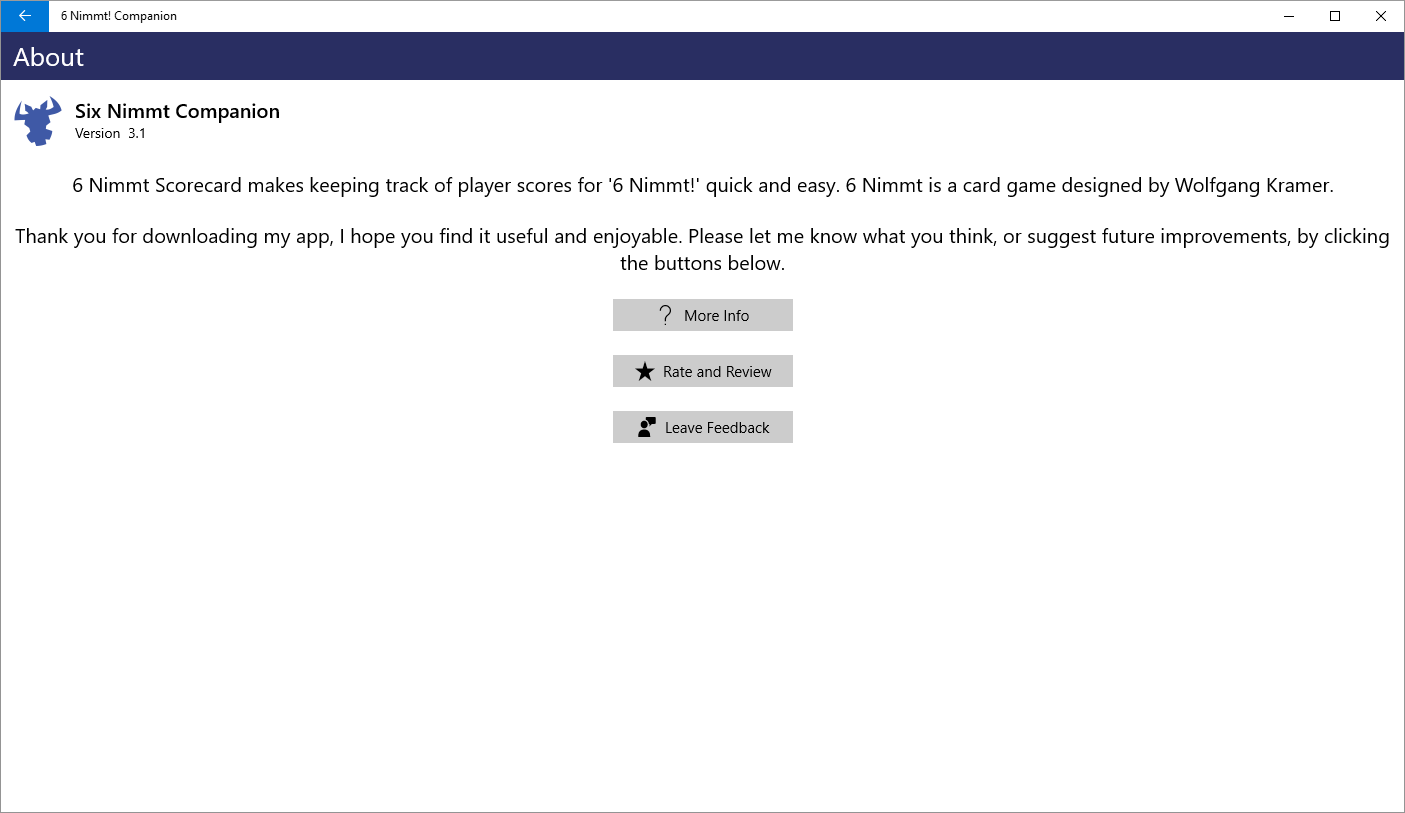 6 Nimmt! Companion
About
Six Nimmt Companion
Version 3.1
6 Nimmt Scorecard makes keeping track of player scores for '6 Nimmt!' quick and easy. 6 Nimmt is a card game designed by Wolfgang Kramer.
Thank you for downloading my app, I hope you find it useful and enjoyable. Please let me know what you think, or suggest future improvements, by clicking
the buttons below.
More Info
Rate and Review
Leave Feedback